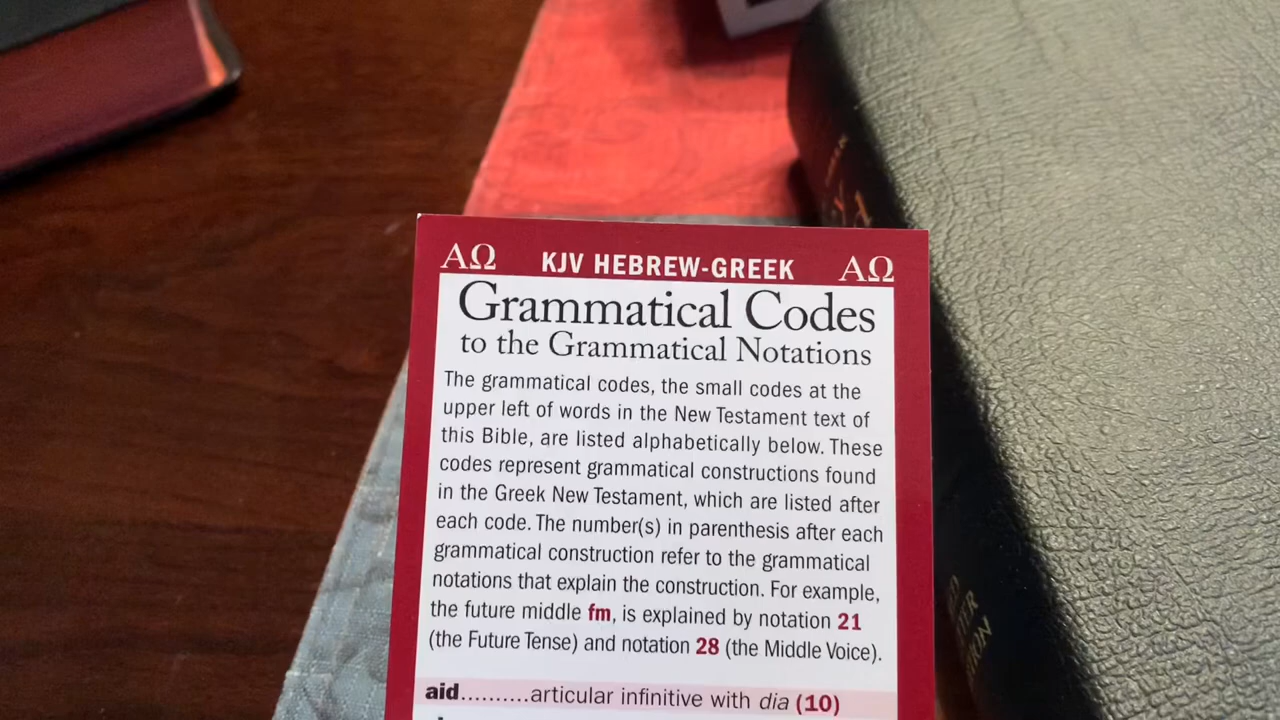 ΑΩ KJV HEBREW-GREEK ΑΩ
Grammatical Codes
to the Grammatical Notations
The grammatical codes, the small codes at the
upper left of words in the New Testament text of
this Bible, are listed alphabetically below. These
codes represent grammatical constructions found
in the Greek New Testament, which are listed after
each code. The number(s) in parenthesis after each
grammatical construction refer to the grammatical
notations that explain the construction. For example,
the future middle fm, is explained by notation 21
(the Future Tense) and notation 28 (the Middle Voice).
aid..........articular infinitive with dia (10)